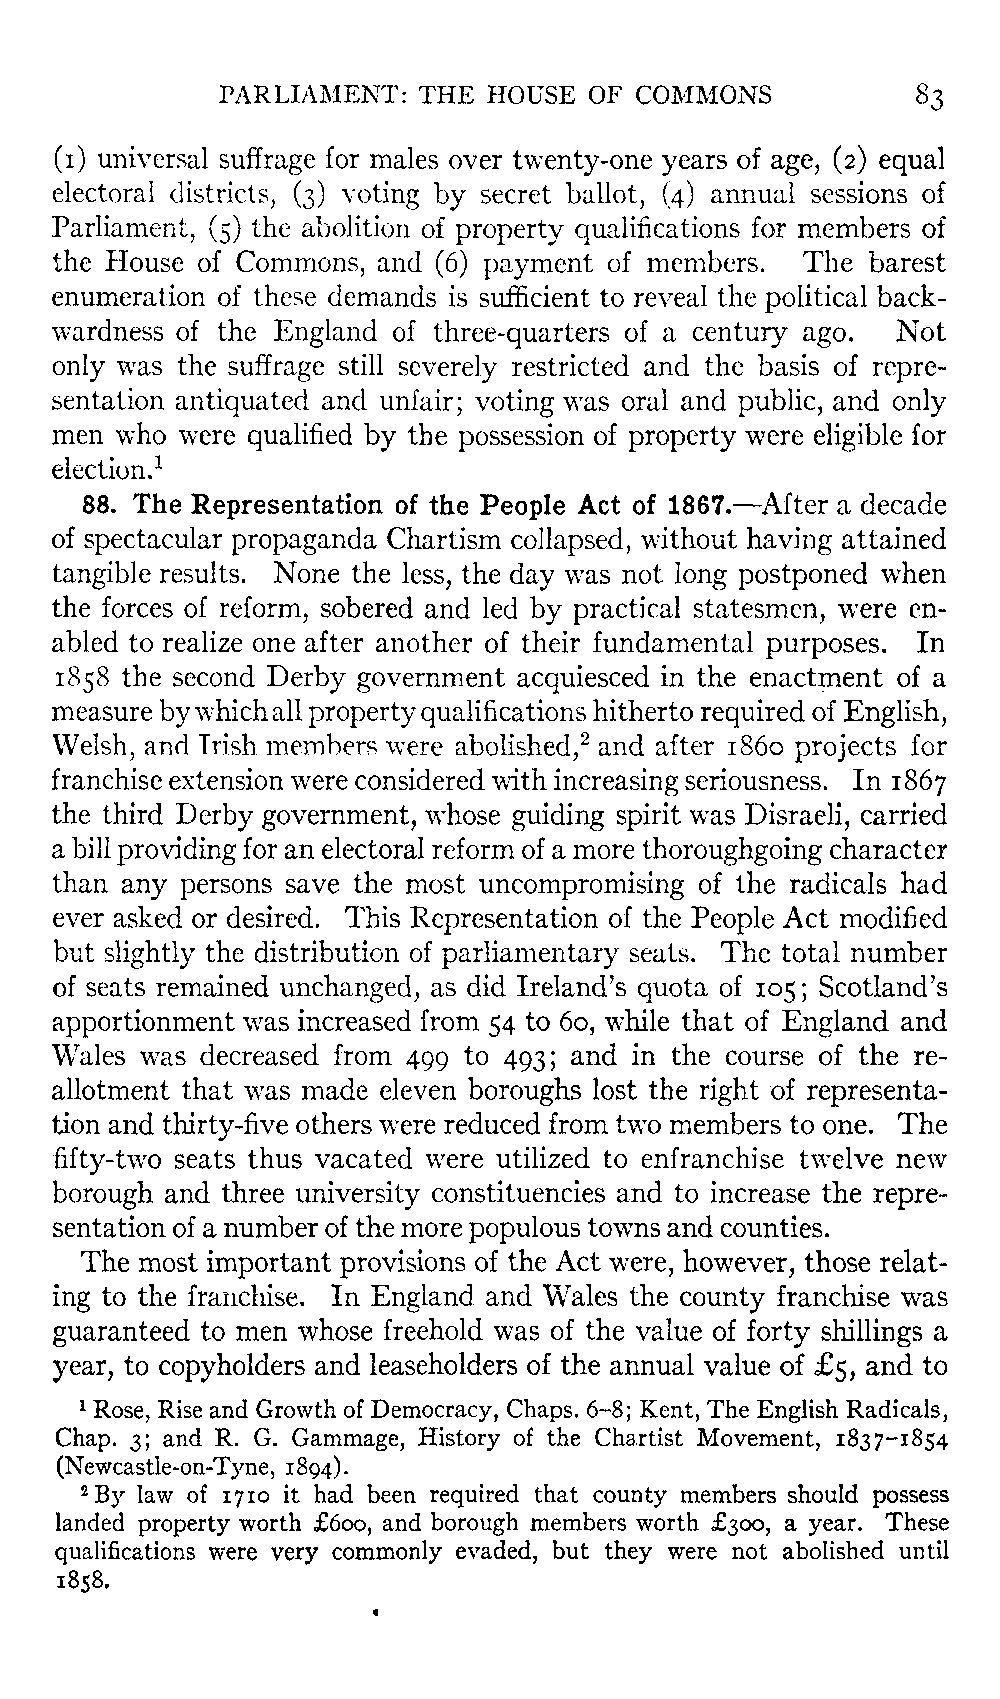 PARLIAMENT: THE HOUSE OF COMMONS 83
(1) universal suffrage for males over twenty-one years of age, (2) equal
electoral districts, (3) voting by secret ballot, (4) annual sessions of
Parliament, (5) the abolition of property qualifications for members of
the House of Commons, and (6) payment of members. The barest
enumeration of these demands is sufficient to reveal the political back-
wardness of the England of three-quarters of a century ago. Not
only was the suffrage still severely restricted and the basis of repre-
sentation antiquated and unfair; voting was oral and public, and only
men who were qualified by the possession of property were eligible for
election.¹
88. The Representation of the People Act of 1867.—After a decade
of spectacular propaganda Chartism collapsed, without having attained
tangible results. None the less, the day was not long postponed when
the forces of reform, sobered and led by practical statesmen, were en-
abled to realize one after another of their fundamental purposes. In
1858 the second Derby government acquiesced in the enactment of a
measure by which all property qualifications hitherto required of English,
Welsh, and Irish members were abolished,² and after 1860 projects for
franchise extension were considered with increasing seriousness. In 1867
the third Derby government, whose guiding spirit was Disraeli, carried
a bill providing for an electoral reform of a more thoroughgoing character
than any persons save the most uncompromising of the radicals had
ever asked or desired. This Representation of the People Act modified
but slightly the distribution of parliamentary seats. The total number
of seats remained unchanged, as did Ireland's quota of 105; Scotland's
apportionment was increased from 54 to 60, while that of England and
Wales was decreased from 499 to 493; and in the course of the re-
allotment that was made eleven boroughs lost the right of representa-
tion and thirty-five others were reduced from two members to one. The
fifty-two seats thus vacated were utilized to enfranchise twelve new
borough and three university constituencies and to increase the repre-
sentation of a number of the more populous towns and counties.
The most important provisions of the Act were, however, those relat-
ing to the franchise. In England and Wales the county franchise was
guaranteed to men whose freehold was of the value of forty shillings a
year, to copyholders and leaseholders of the annual value of £5, and to
¹ Rose, Rise and Growth of Democracy, Chaps. 6–8; Kent, The English Radicals,
Chap. 3; and R. G. Gammage, History of the Chartist Movement, 1837–1854
(Newcastle-on-Tyne, 1894).
² By law of 1710 it had been required that county members should possess
landed property worth £600, and borough members worth £300, a year. These
qualifications were very commonly evaded, but they were not abolished until
1858.